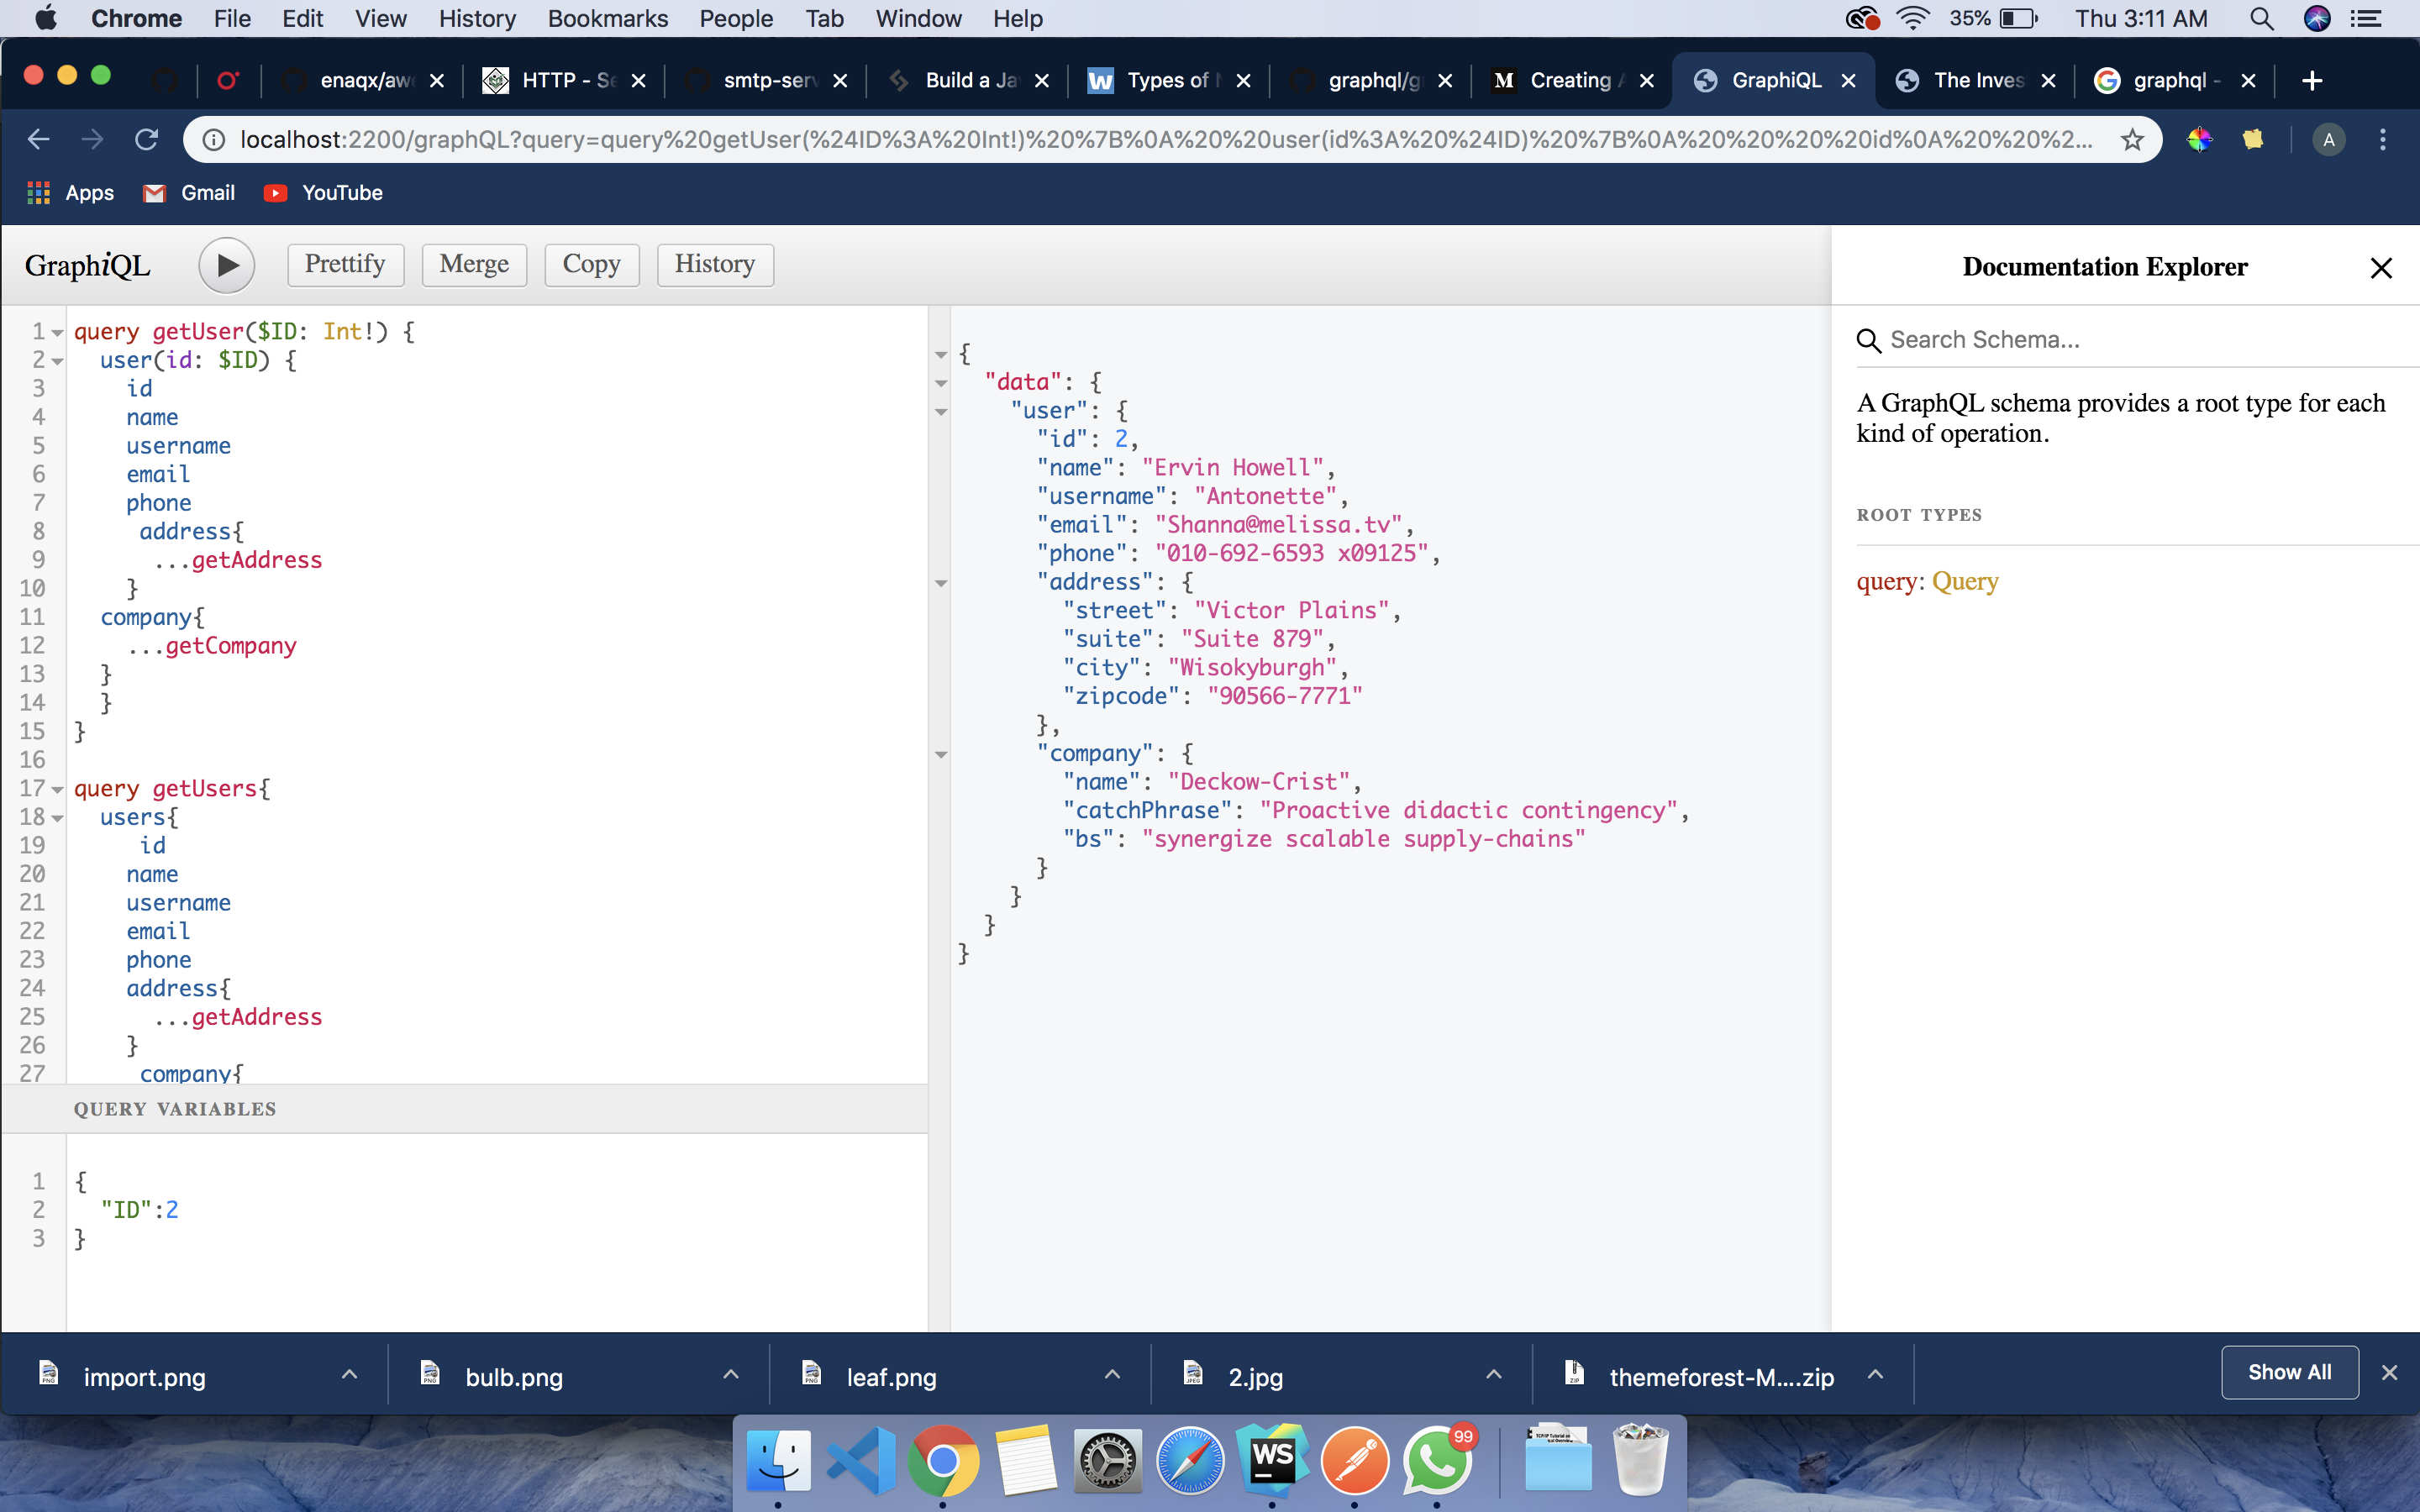 Chrome File Edit View History Bookmarks People Tab Window Help 35% Thu 3:11 AM
enaqx/aw HTTP - Se smtp-serv Build a Ja Types of graphql/g Creating GraphiQL The Inves graphql -
localhost:2200/graphQL?query=query%20getUser(%24ID%3A%20Int!)%20%7B%0A%20%20user(id%3A%20%24ID)%20%7B%0A%20%20%20%20id%0A%20%20%2... A
Apps Gmail YouTube
GraphiQL Prettify Merge Copy History
1 query getUser($ID: Int!) {
2 user(id: $ID) {
3 id
4 name
5 username
6 email
7 phone
8 address{
9 ...getAddress
10 }
11 company{
12 ...getCompany
13 }
14 }
15 }
16
17 query getUsers{
18 users{
19 id
20 name
21 username
22 email
23 phone
24 address{
25 ...getAddress
26 }
27 company{
QUERY VARIABLES
1 {
2 "ID":2
3 }
{
"data": {
"user": {
"id": 2,
"name": "Ervin Howell",
"username": "Antonette",
"email": "Shanna@melissa.tv",
"phone": "010-692-6593 x09125",
"address": {
"street": "Victor Plains",
"suite": "Suite 879",
"city": "Wisokyburgh",
"zipcode": "90566-7771"
},
"company": {
"name": "Deckow-Crist",
"catchPhrase": "Proactive didactic contingency",
"bs": "synergize scalable supply-chains"
}
}
}
}
Documentation Explorer
Search Schema...
A GraphQL schema provides a root type for each
kind of operation.
ROOT TYPES
query: Query
import.png bulb.png leaf.png 2.jpg themeforest-M....zip Show All
WS 99